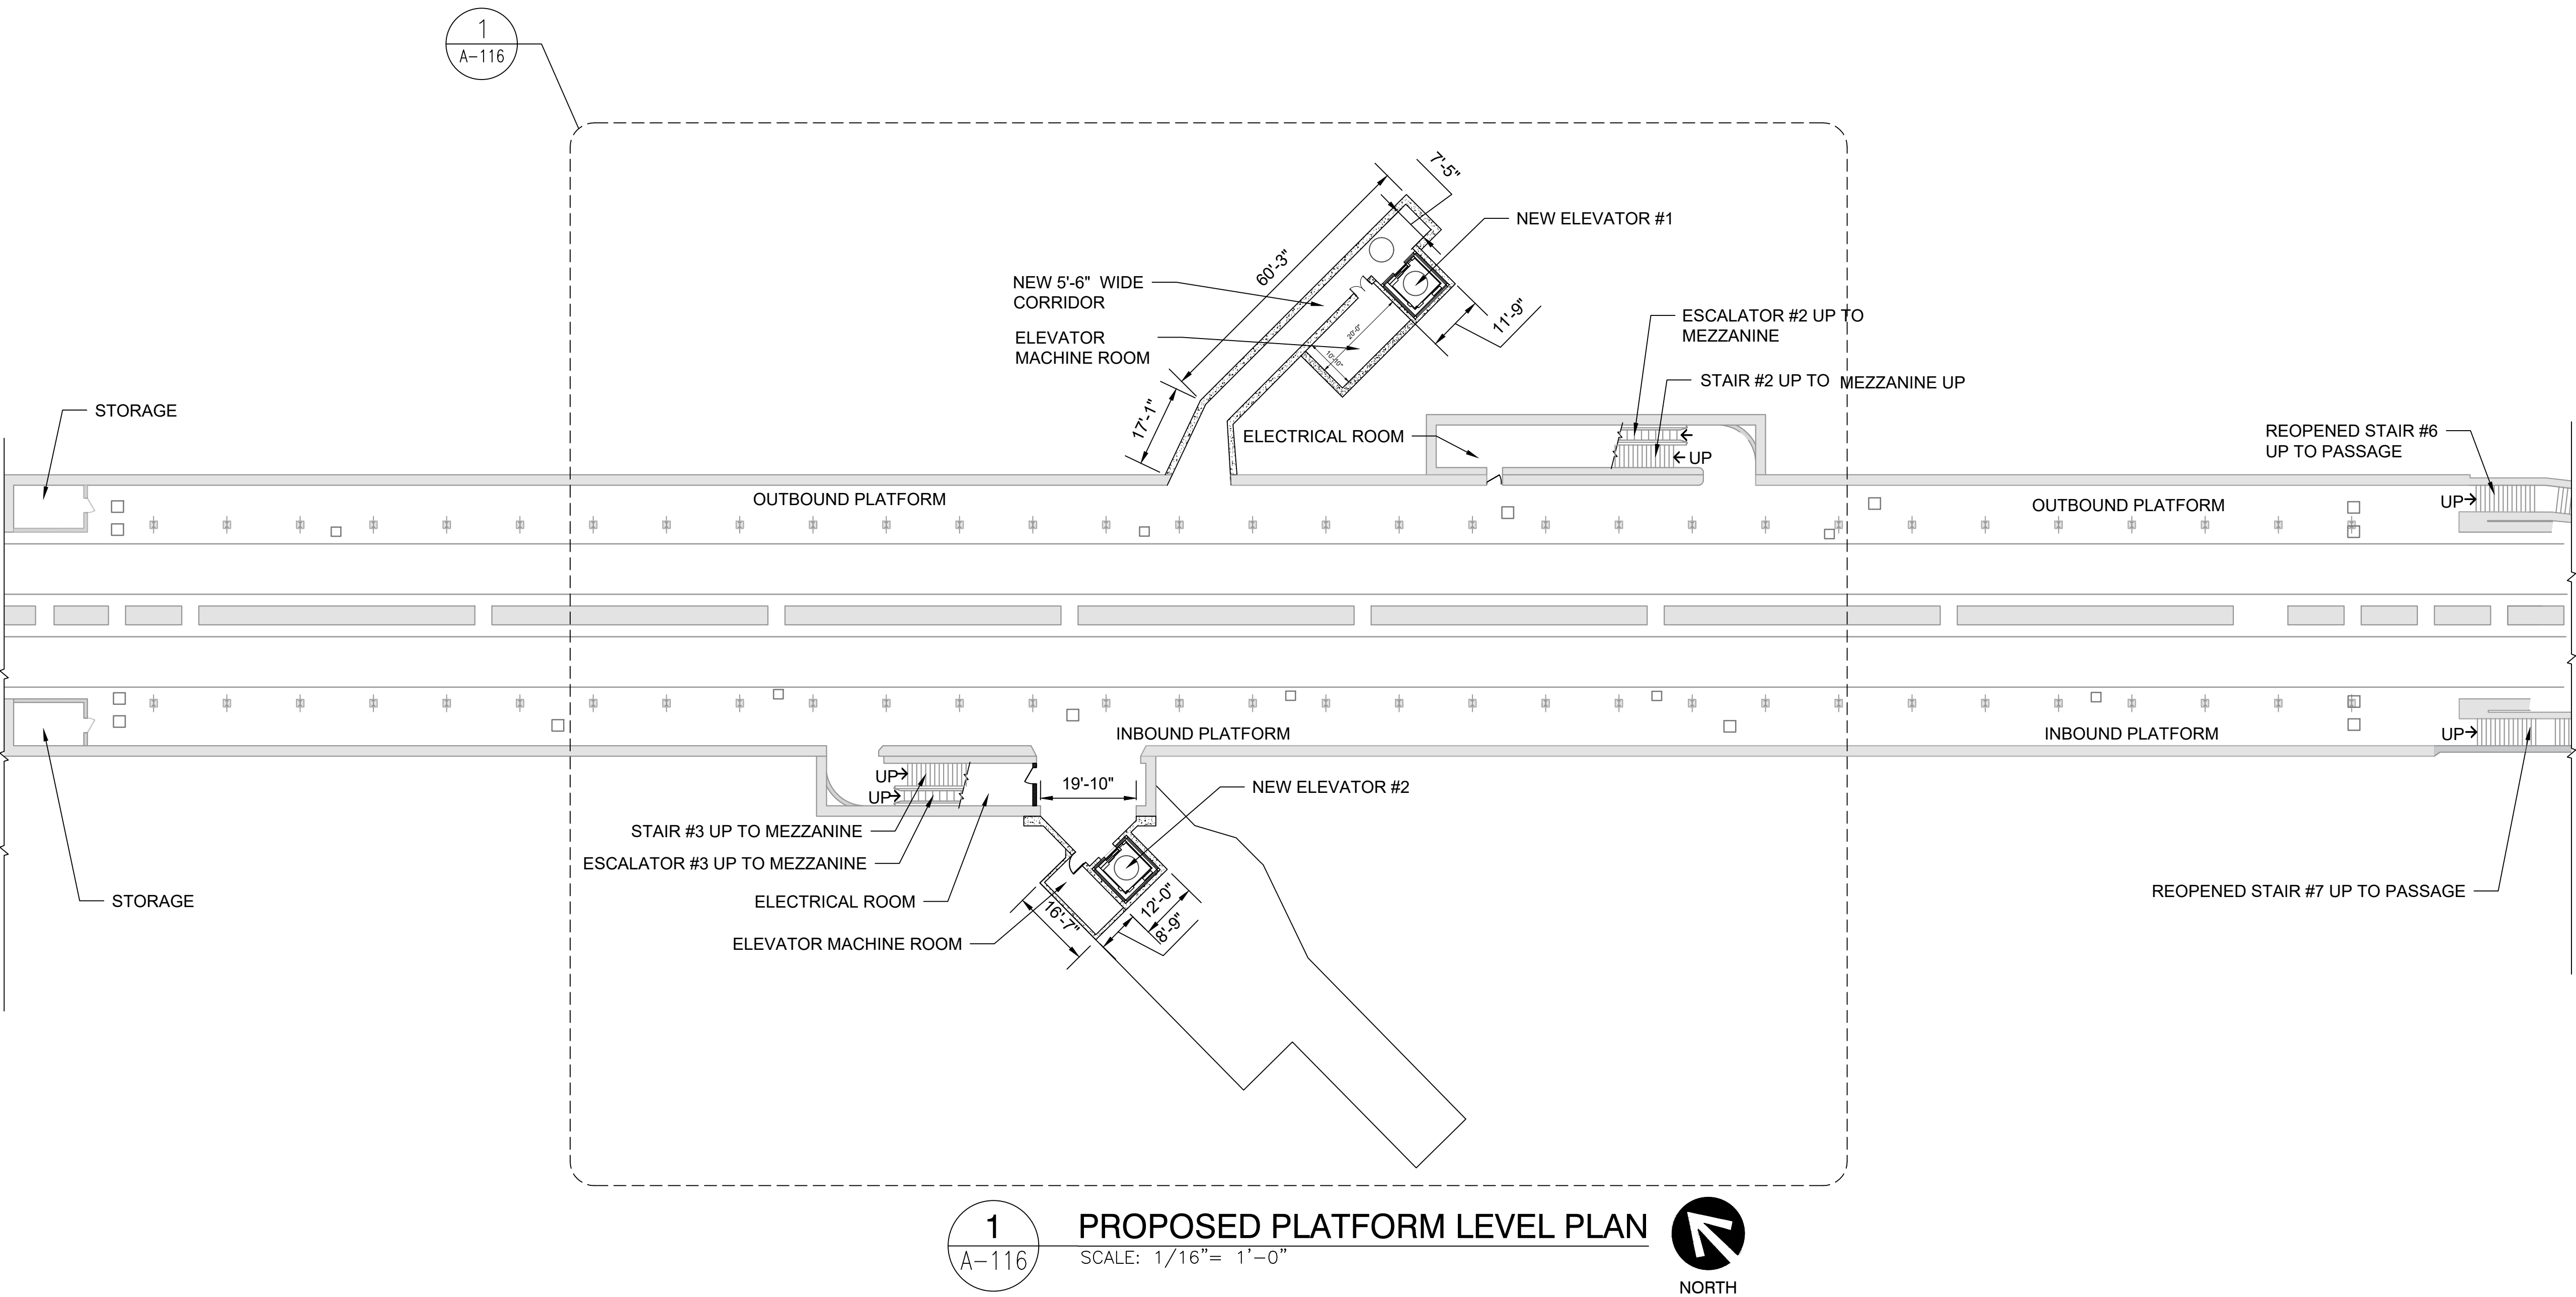 1
A-116
7'-5"
NEW ELEVATOR #1
60'-3"
NEW 5'-6" WIDE
CORRIDOR
11'-9"
ESCALATOR #2 UP TO
MEZZANINE
ELEVATOR
MACHINE ROOM
20'-0"
10'-10"
STAIR #2 UP TO MEZZANINE UP
STORAGE
17'-1"
ELECTRICAL ROOM
UP
REOPENED STAIR #6
UP TO PASSAGE
OUTBOUND PLATFORM
OUTBOUND PLATFORM
UP
INBOUND PLATFORM
INBOUND PLATFORM
UP
UP
UP
19'-10"
NEW ELEVATOR #2
STAIR #3 UP TO MEZZANINE
ESCALATOR #3 UP TO MEZZANINE
STORAGE
ELECTRICAL ROOM
16'-7"
12'-0"
8'-9"
REOPENED STAIR #7 UP TO PASSAGE
ELEVATOR MACHINE ROOM
1
A-116
PROPOSED PLATFORM LEVEL PLAN
SCALE: 1/16"= 1'-0"
NORTH